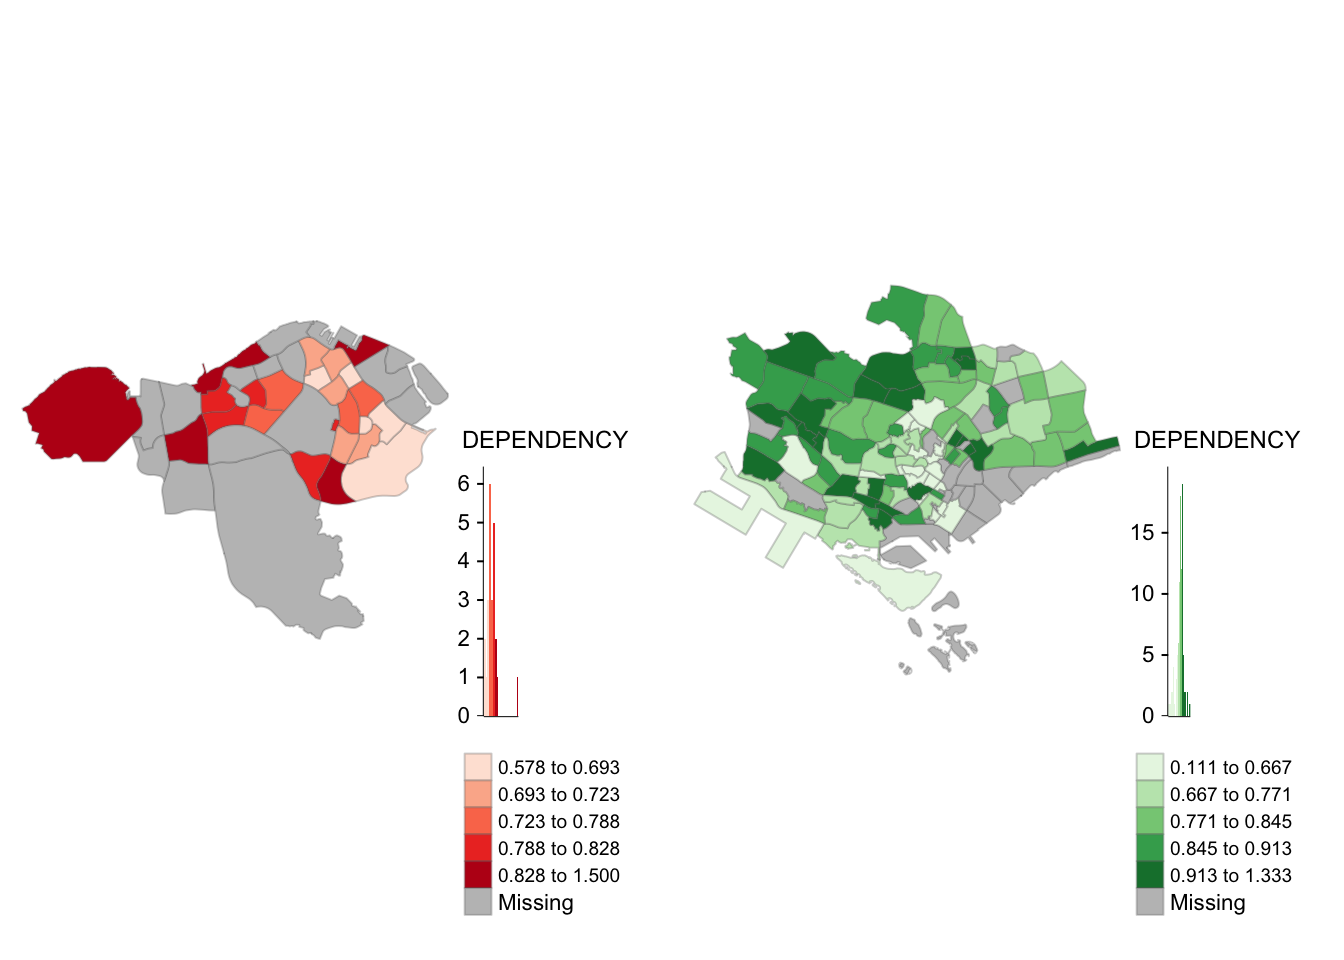 DEPENDENCY
6
5
4
3
2
1
0
0.578 to 0.693
0.693 to 0.723
0.723 to 0.788
0.788 to 0.828
0.828 to 1.500
Missing
DEPENDENCY
15
10
5
0
0.111 to 0.667
0.667 to 0.771
0.771 to 0.845
0.845 to 0.913
0.913 to 1.333
Missing